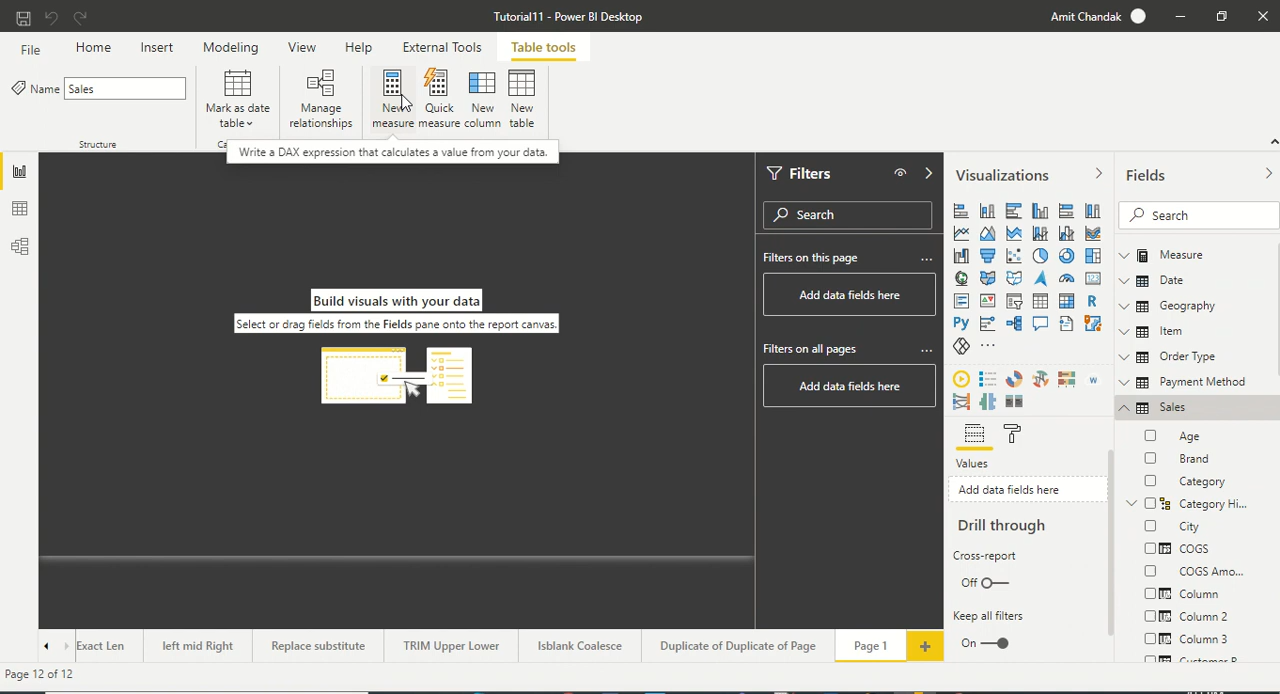 Tutorial11 - Power BI Desktop
Amit Chandak
File Home Insert Modeling View Help External Tools Table tools
Name Sales
Mark as date table
Manage relationships
New measure
Quick measure
New column
New table
Structure
Write a DAX expression that calculates a value from your data.
Build visuals with your data
Select or drag fields from the Fields pane onto the report canvas.
Filters
Search
Filters on this page ...
Add data fields here
Filters on all pages ...
Add data fields here
Visualizations
R
Py
...
W
Values
Add data fields here
Drill through
Cross-report
Off
Keep all filters
On
Fields
Search
Measure
Date
Geography
Item
Order Type
Payment Method
Sales
Age
Brand
Category
Category Hi...
City
COGS
COGS Amo...
Column
Column 2
Column 3
Exact Len
left mid Right
Replace substitute
TRIM Upper Lower
Isblank Coalesce
Duplicate of Duplicate of Page
Page 1
+
Page 12 of 12